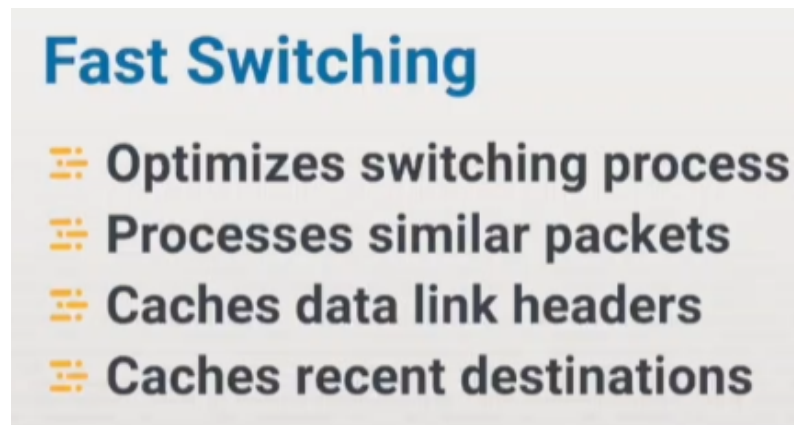 Fast Switching
Optimizes switching process
Processes similar packets
Caches data link headers
Caches recent destinations